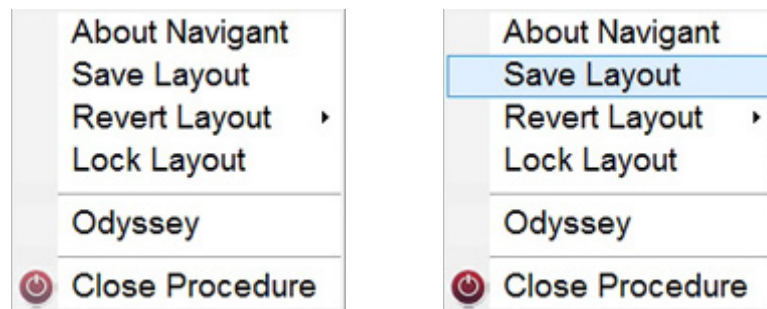 About Navigant
Save Layout
Revert Layout
Lock Layout
Odyssey
Close Procedure
About Navigant
Save Layout
Revert Layout
Lock Layout
Odyssey
Close Procedure